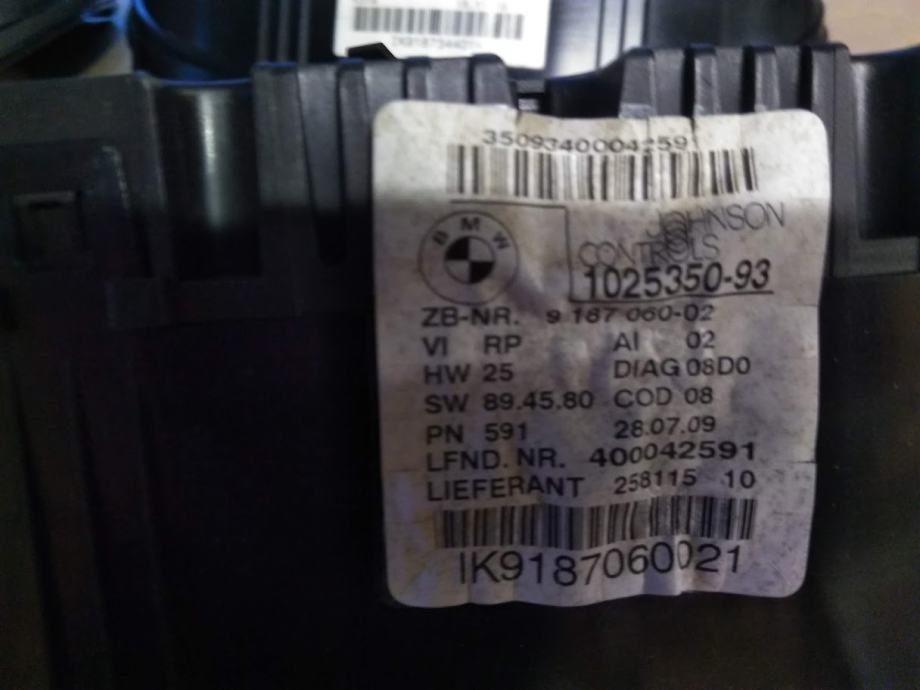 3509340004259
BMW
JOHNSON
CONTROLS
1025350-93
ZB-NR. 9 187 060-02
VI RP AI 02
HW 25 DIAG 08D0
SW 89.45.80 COD 08
PN 591 28.07.09
LFND. NR. 400042591
LIEFERANT 258115 10
IK9187060021